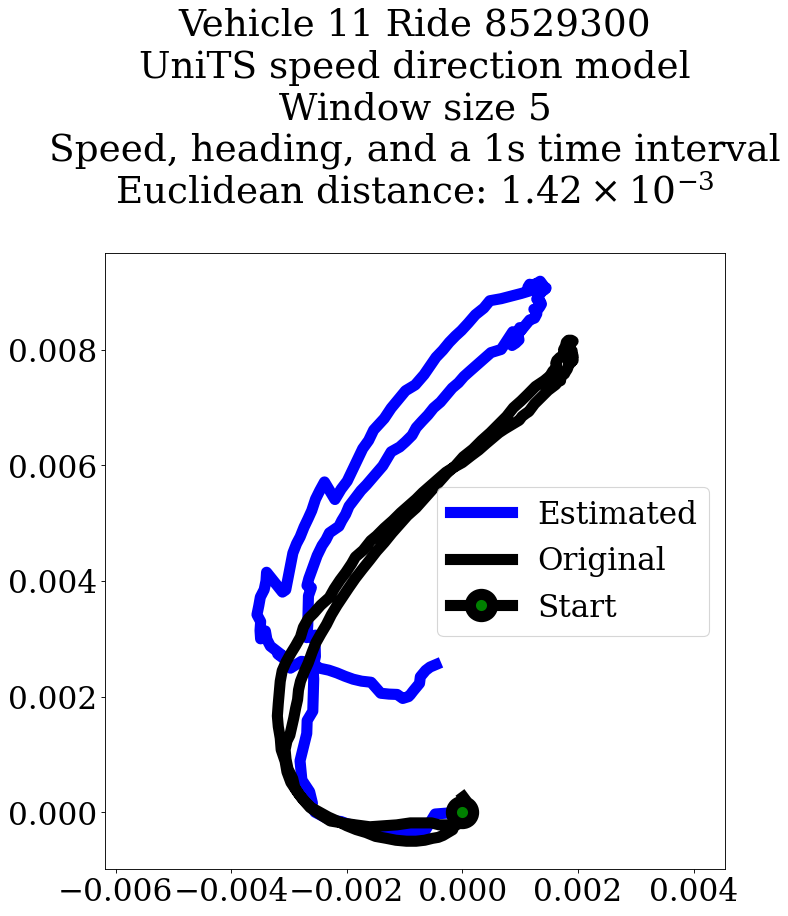 Vehicle 11 Ride 8529300
UniTS speed direction model
Window size 5
Speed, heading, and a 1s time interval
Euclidean distance: 1.42 × 10⁻³
0.008
0.006
0.004
0.002
0.000
Estimated
Original
Start
−0.006 −0.004 −0.002 0.000 0.002 0.004